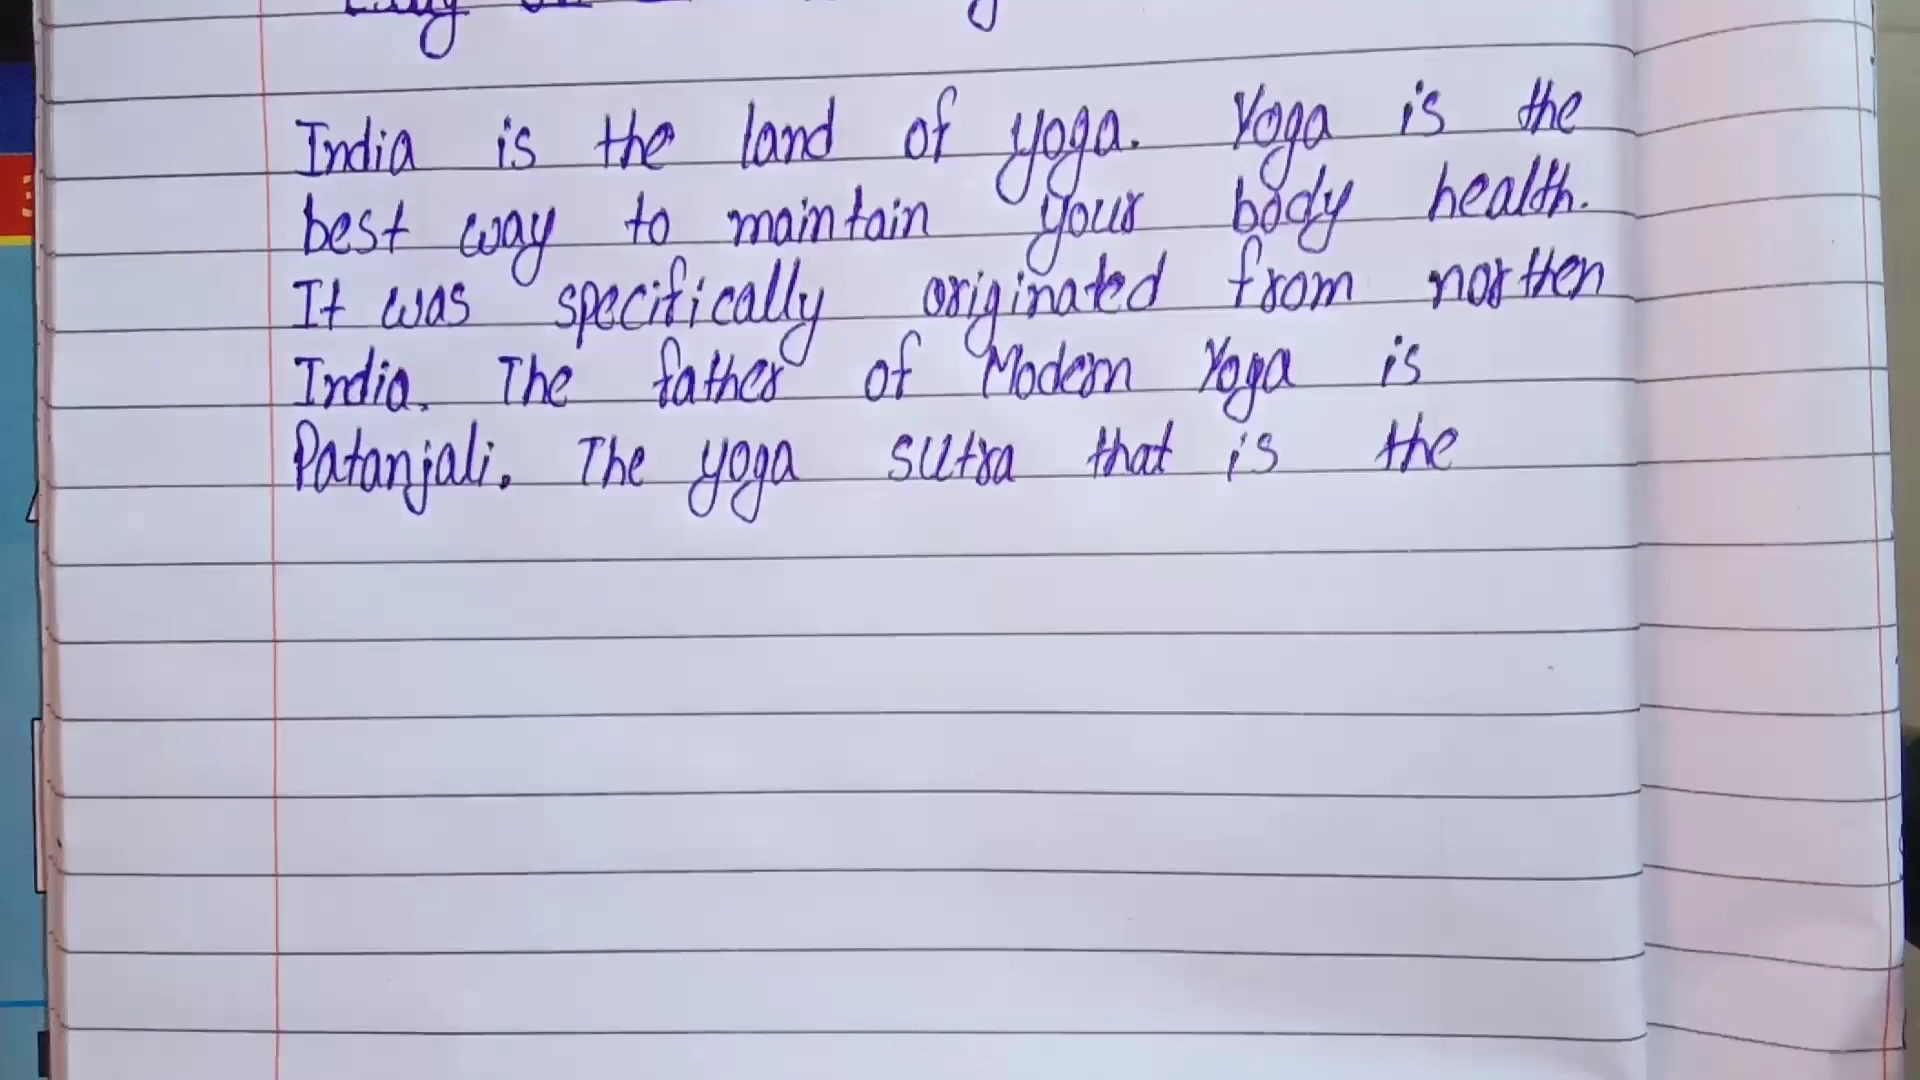 India is the land of yoga. Yoga is the
best way to maintain your body health.
It was specifically originated from northen
India. The father of Modern Yoga is
Patanjali. The yoga sutra that is the